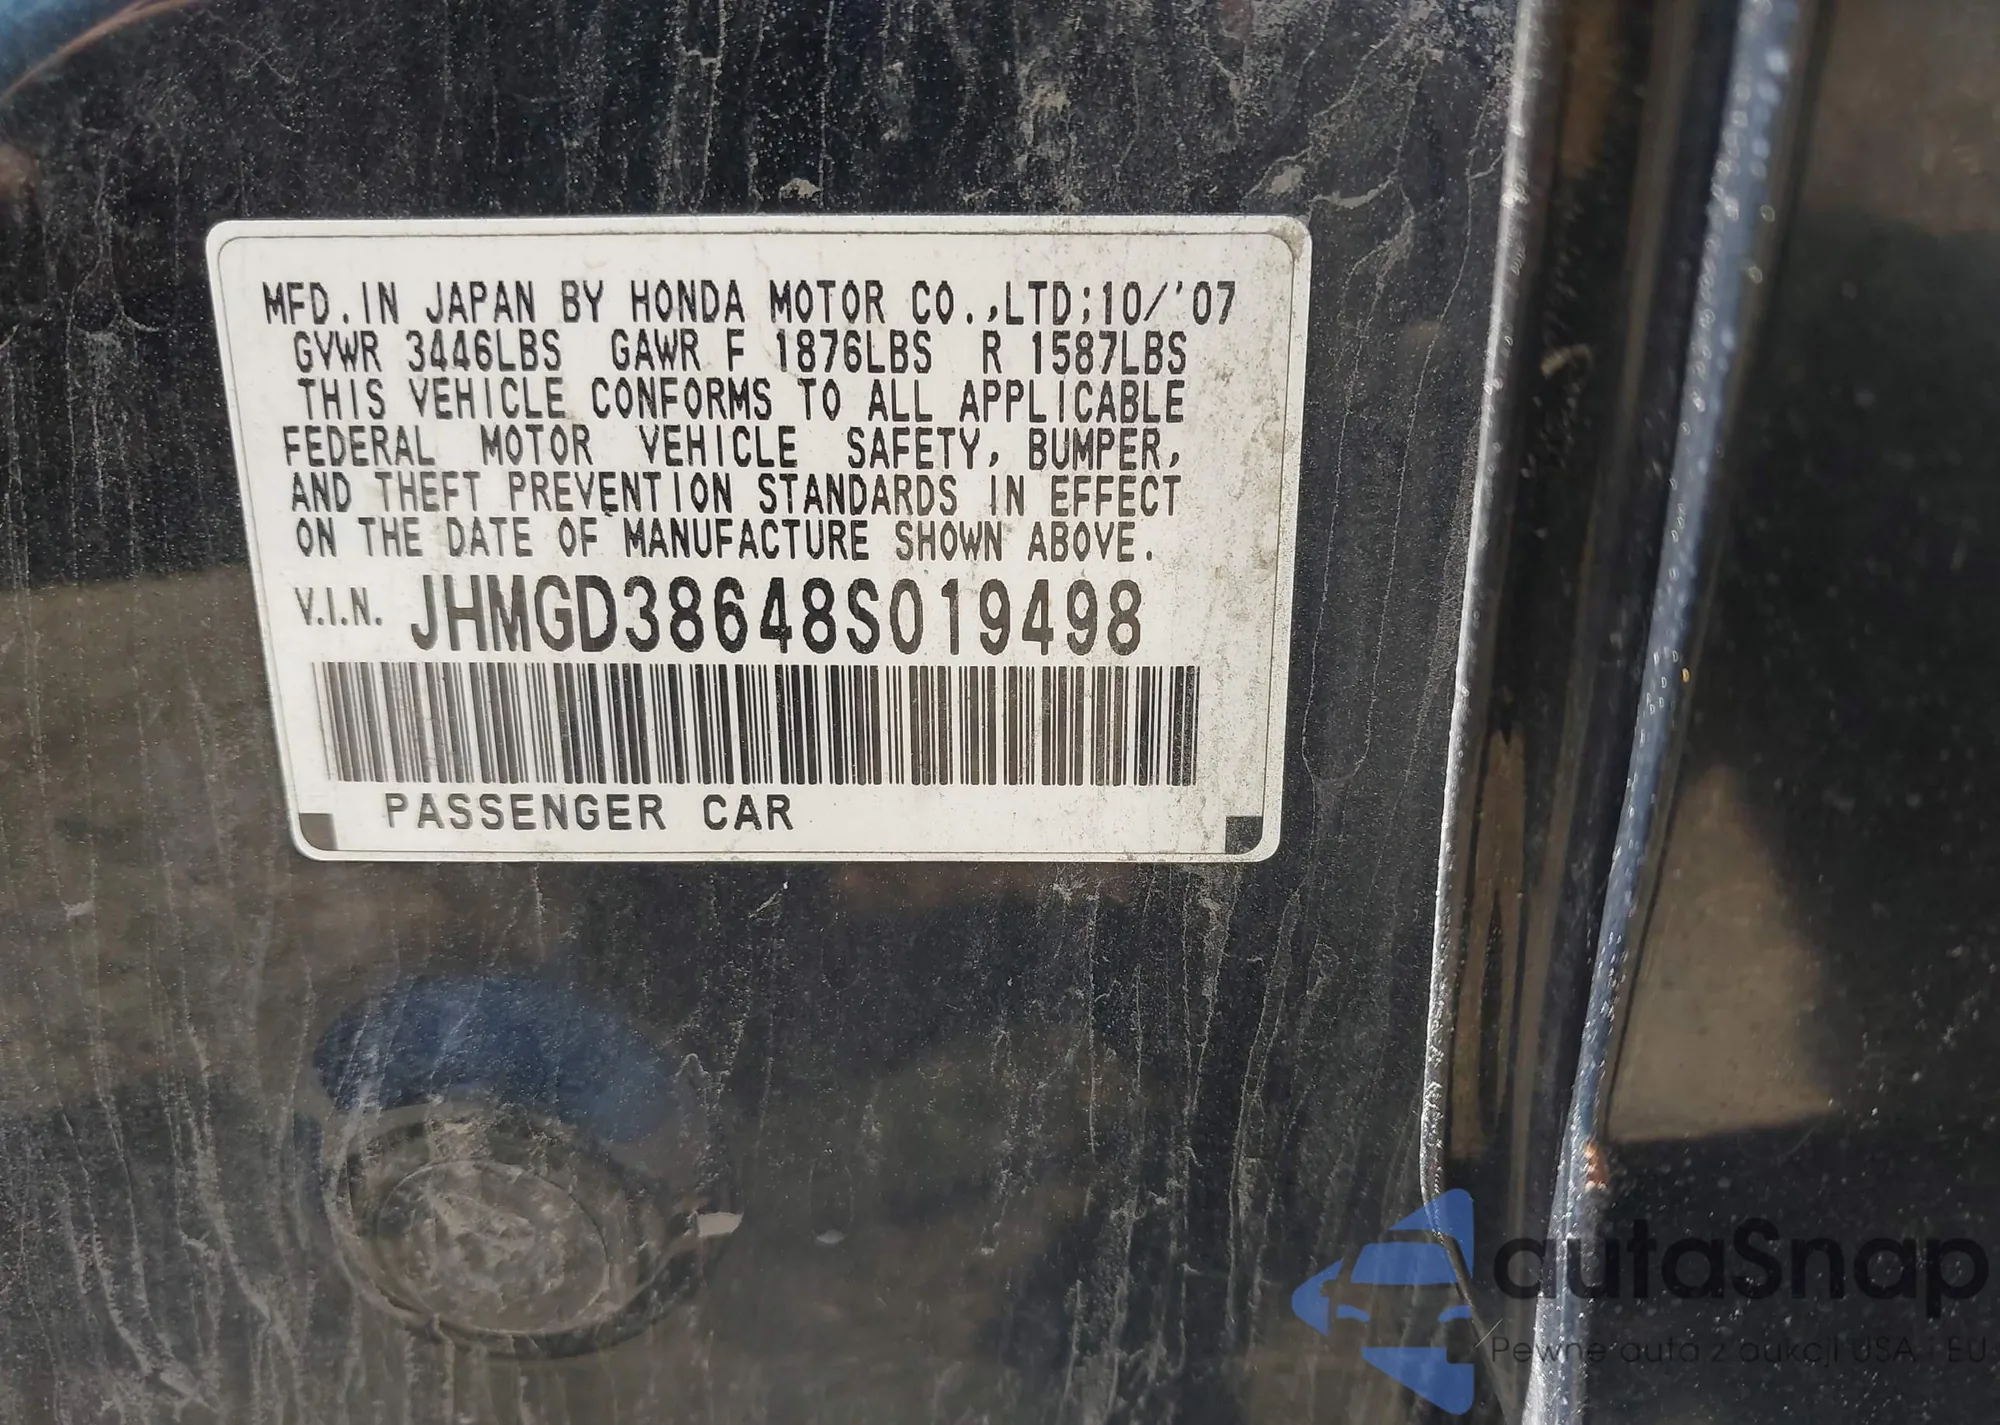 MFD. IN JAPAN BY HONDA MOTOR CO.,LTD;10/'07
GVWR 3446LBS GAWR F 1876LBS R 1587LBS
THIS VEHICLE CONFORMS TO ALL APPLICABLE
FEDERAL MOTOR VEHICLE SAFETY, BUMPER,
AND THEFT PREVENTION STANDARDS IN EFFECT
ON THE DATE OF MANUFACTURE SHOWN ABOVE.
V.I.N. JHMGD38648S019498
PASSENGER CAR
autaSnap
Pewne auta z aukcji USA i EU